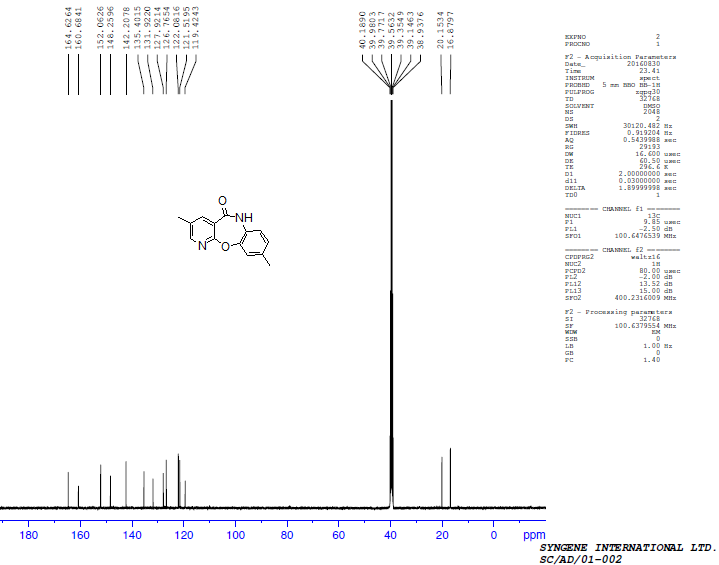 164.6264
160.6841
152.0626
148.2596
142.2078
135.4015
131.9220
127.9214
126.7654
122.0816
121.5195
119.4243
40.1890
39.9803
39.7717
39.5632
39.3549
39.1463
38.9376
20.1534
16.8797
EXPNO 2
PROCNO 1
F2 - Acquisition Parameters
Date_ 20160830
Time 23.41
INSTRUM spect
PROBHD 5 mm BBO BB-1H
PULPROG zgpg30
TD 32768
SOLVENT DMSO
NS 2048
DS 2
SWH 30120.482 Hz
FIDRES 0.919204 Hz
AQ 0.5439988 sec
RG 29193
DW 16.600 usec
DE 60.50 usec
TE 296.6 K
D1 2.00000000 sec
d11 0.03000000 sec
DELTA 1.89999998 sec
TD0 1
======== CHANNEL f1 ========
NUC1 13C
P1 9.85 usec
PL1 -2.50 dB
SFO1 100.6476539 MHz
======== CHANNEL f2 ========
CPDPRG2 waltz16
NUC2 1H
PCPD2 80.00 usec
PL2 -2.00 dB
PL12 13.52 dB
PL13 15.00 dB
SFO2 400.2316009 MHz
F2 - Processing parameters
SI 32768
SF 100.6379554 MHz
WDW EM
SSB 0
LB 1.00 Hz
GB 0
PC 1.40
O
NH
N
O
180 160 140 120 100 80 60 40 20 0 ppm
SYNGENE INTERNATIONAL LTD.
SC/AD/01-002